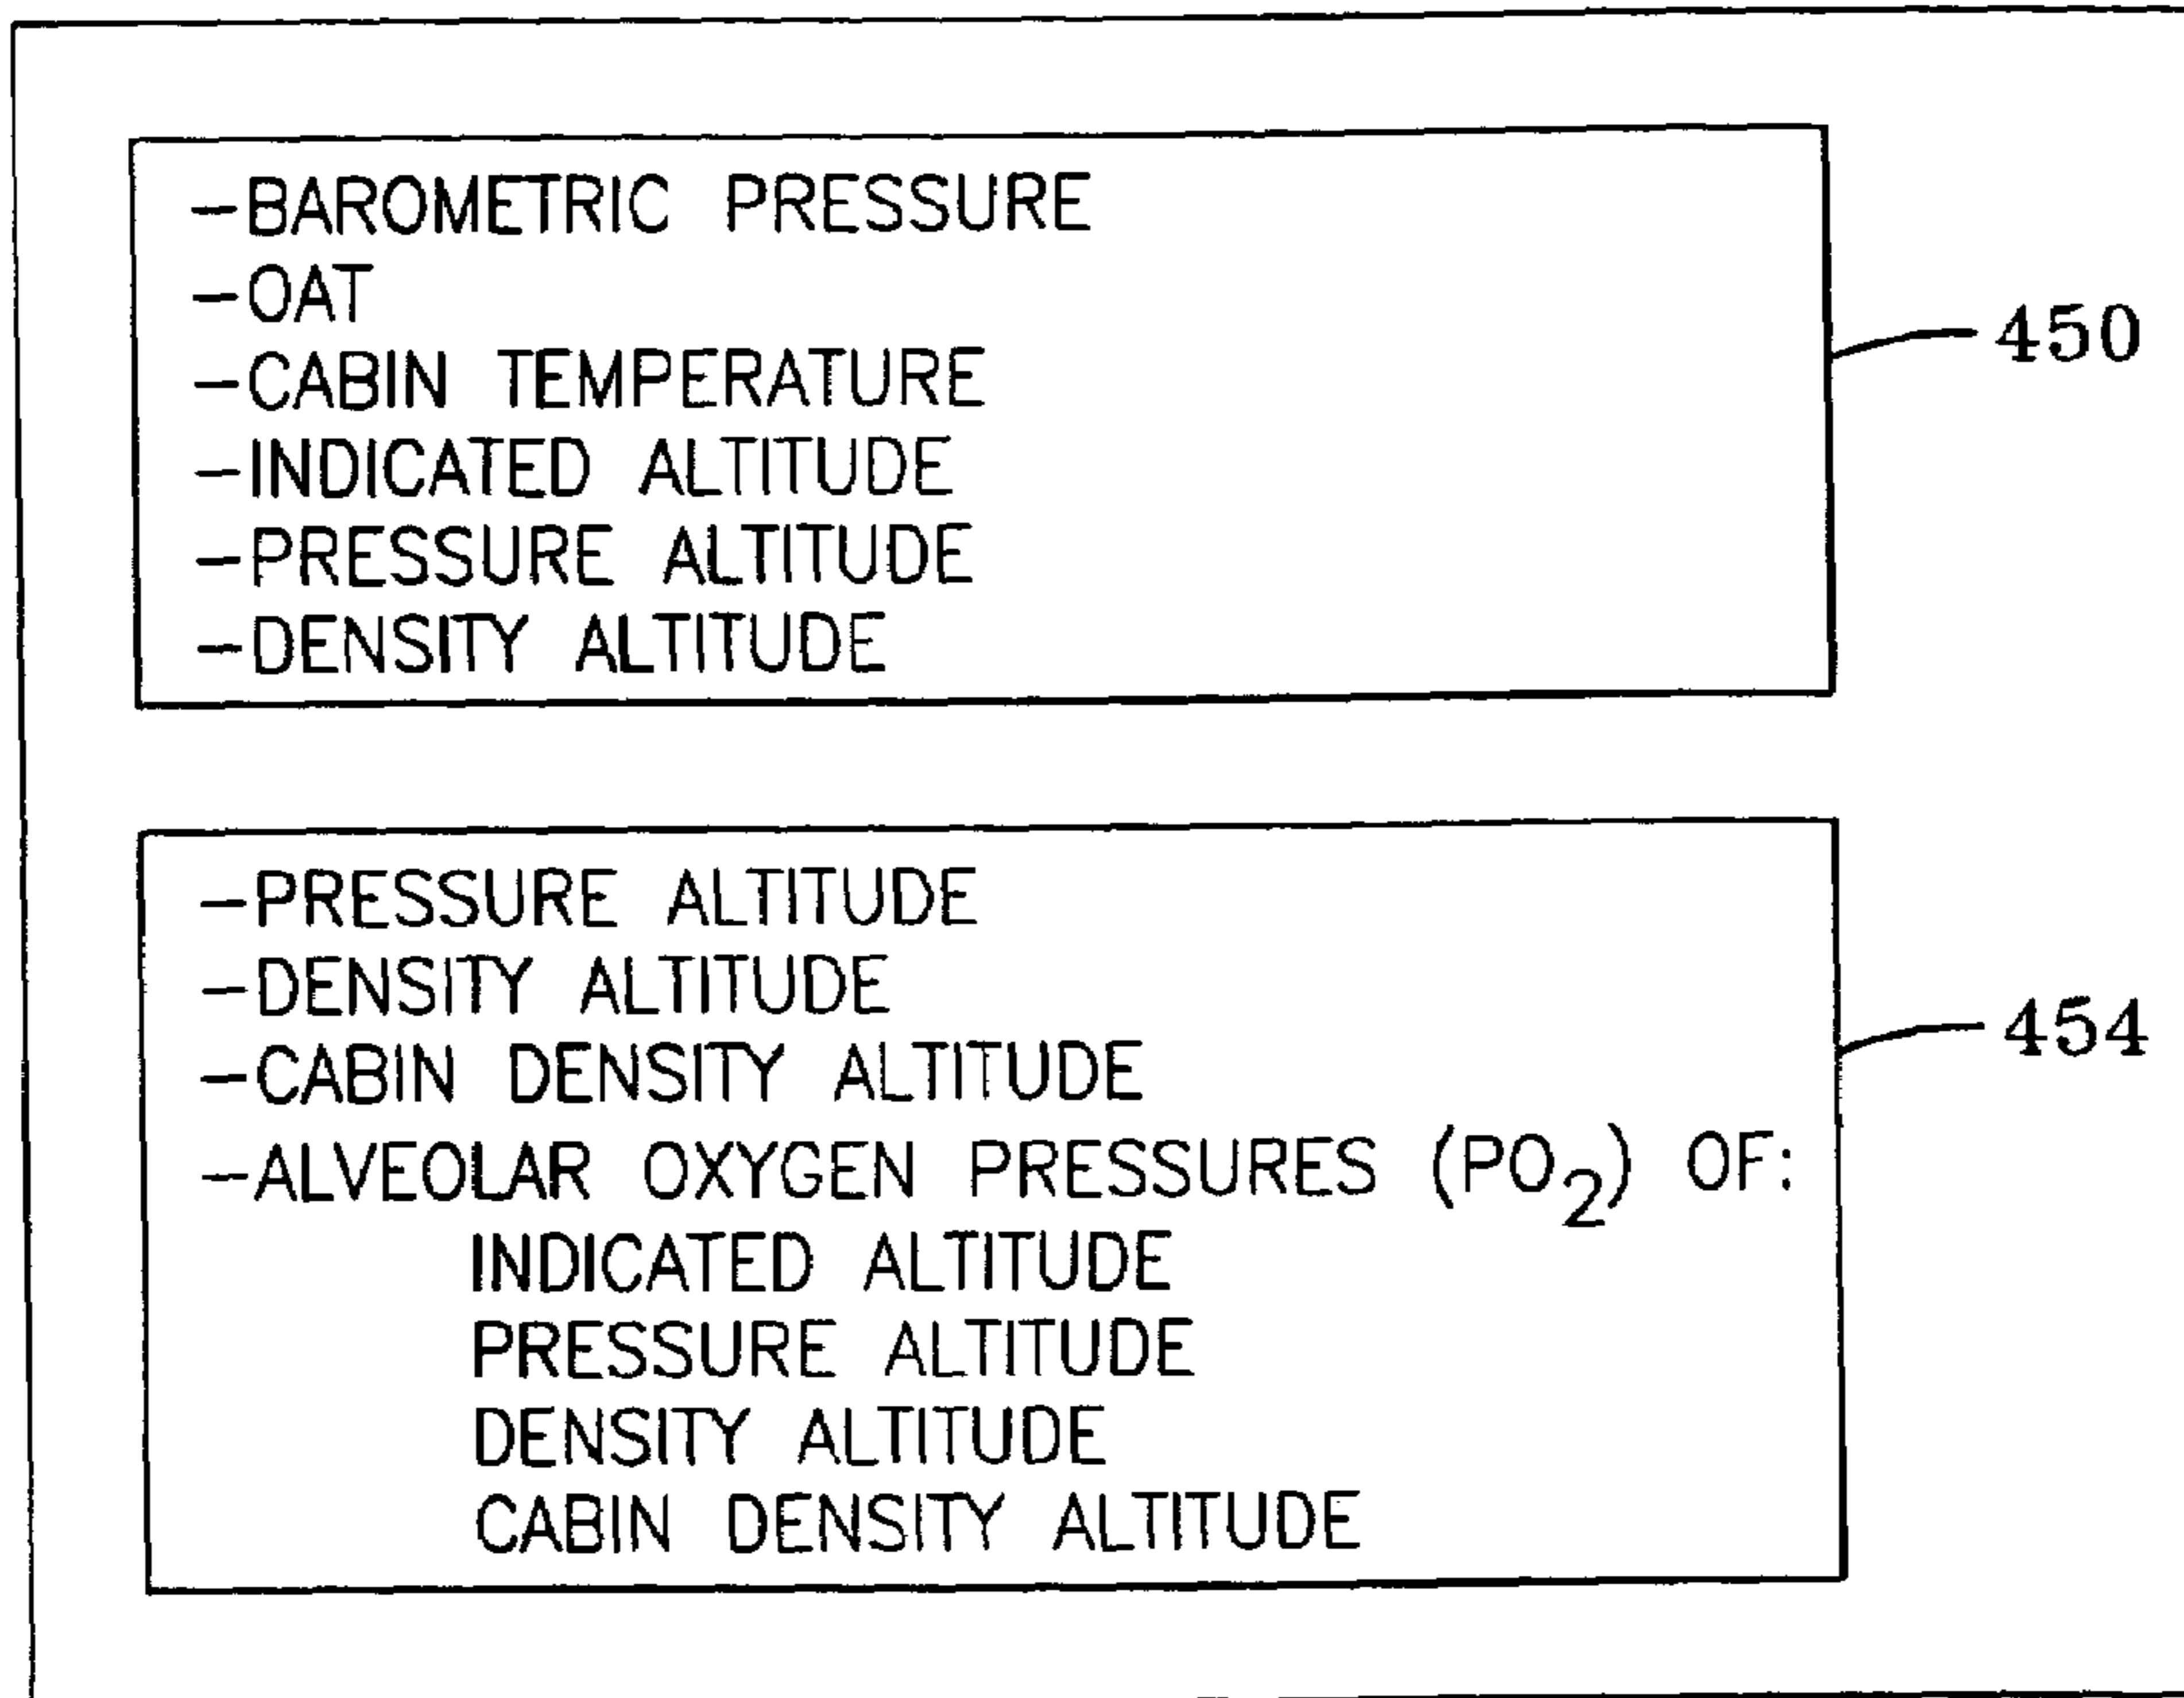 -BAROMETRIC PRESSURE
-OAT
-CABIN TEMPERATURE
-INDICATED ALTITUDE
-PRESSURE ALTITUDE
-DENSITY ALTITUDE
450
-PRESSURE ALTITUDE
-DENSITY ALTITUDE
-CABIN DENSITY ALTITUDE
-ALVEOLAR OXYGEN PRESSURES (PO₂) OF:
INDICATED ALTITUDE
PRESSURE ALTITUDE
DENSITY ALTITUDE
CABIN DENSITY ALTITUDE
454